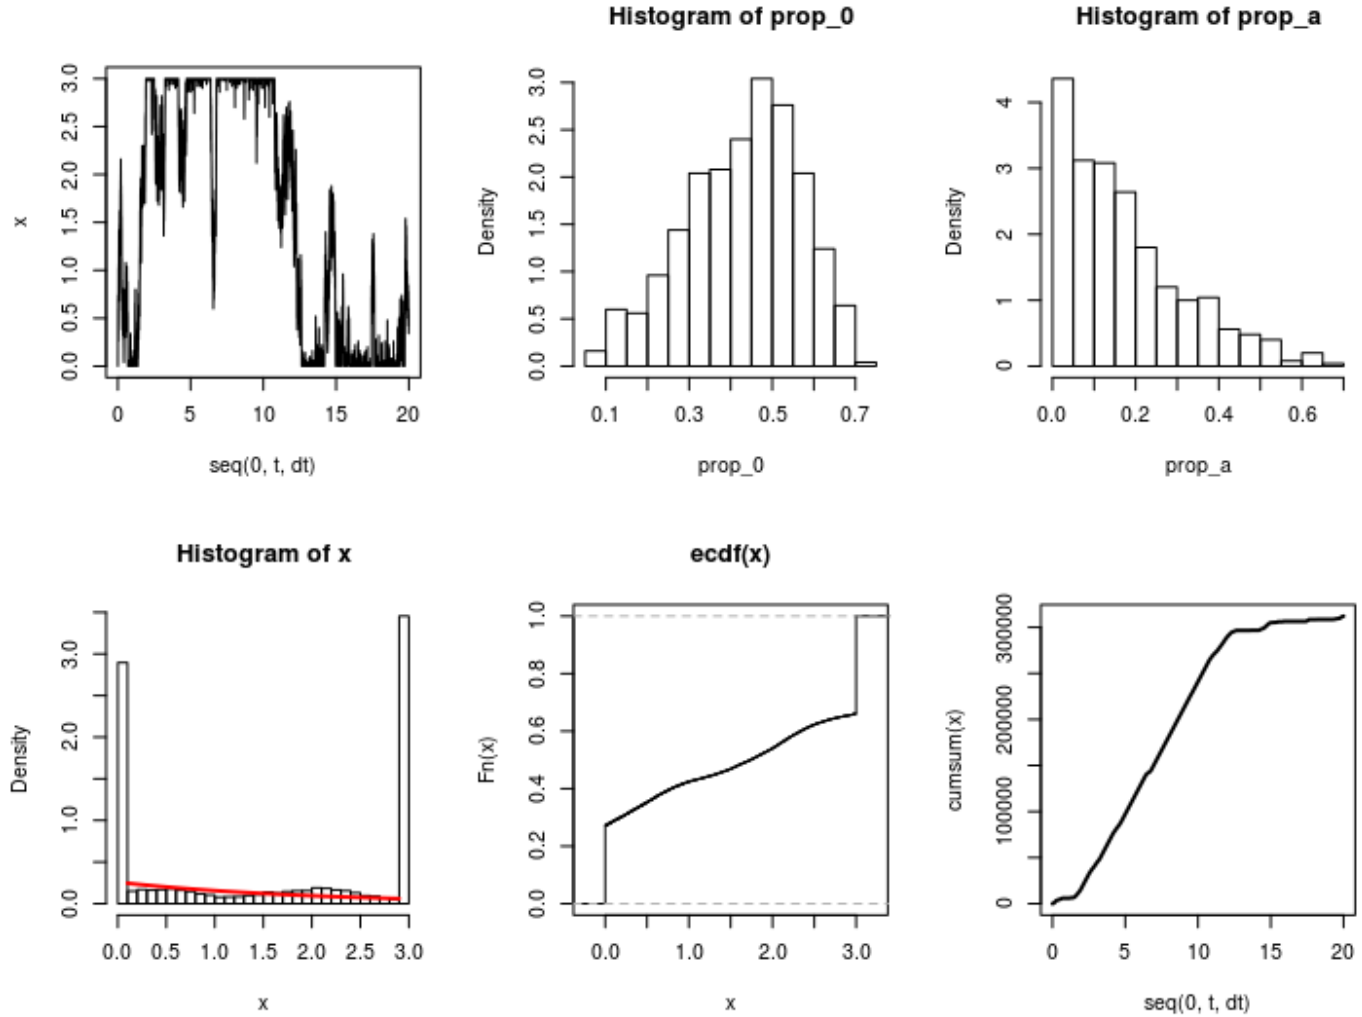 Histogram of prop_0
Histogram of prop_a
x
0.0 0.5 1.0 1.5 2.0 2.5 3.0
0 5 10 15 20
seq(0, t, dt)
Density
0.0 0.5 1.0 1.5 2.0 2.5 3.0
0.1 0.3 0.5 0.7
prop_0
Density
0 1 2 3 4
0.0 0.2 0.4 0.6
prop_a
Histogram of x
Density
0.0 1.0 2.0 3.0
0.0 0.5 1.0 1.5 2.0 2.5 3.0
x
ecdf(x)
Fn(x)
0.0 0.2 0.4 0.6 0.8 1.0
0.0 1.0 2.0 3.0
x
cumsum(x)
0 100000 200000 300000
0 5 10 15 20
seq(0, t, dt)